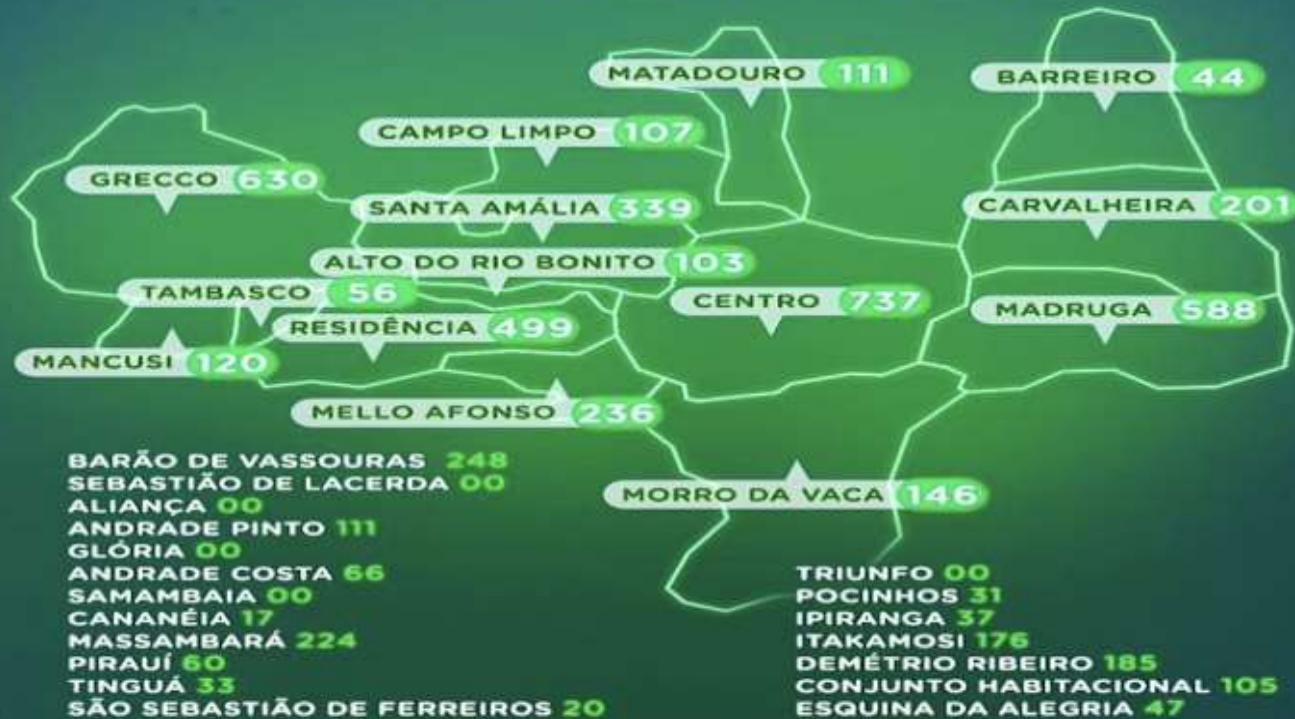 MATADOURO 111
BARREIRO 44
CAMPO LIMPO 107
GRECCO 630
SANTA AMÁLIA 339
CARVALHEIRA 201
ALTO DO RIO BONITO 103
TAMBASCO 56
CENTRO 737
MADRUGA 588
RESIDÊNCIA 499
MANCUSI 120
MELLO AFONSO 236
MORRO DA VACA 146
BARÃO DE VASSOURAS 248
SEBASTIÃO DE LACERDA 00
ALIANÇA 00
ANDRADE PINTO 111
GLÓRIA 00
ANDRADE COSTA 66
SAMAMBAIA 00
CANANÉIA 17
MASSAMBARÁ 224
PIRAUÍ 60
TINGUÁ 33
SÃO SEBASTIÃO DE FERREIROS 20
TRIUNFO 00
POCINHOS 31
IPIRANGA 37
ITAKAMOSI 176
DEMÉTRIO RIBEIRO 185
CONJUNTO HABITACIONAL 105
ESQUINA DA ALEGRIA 47